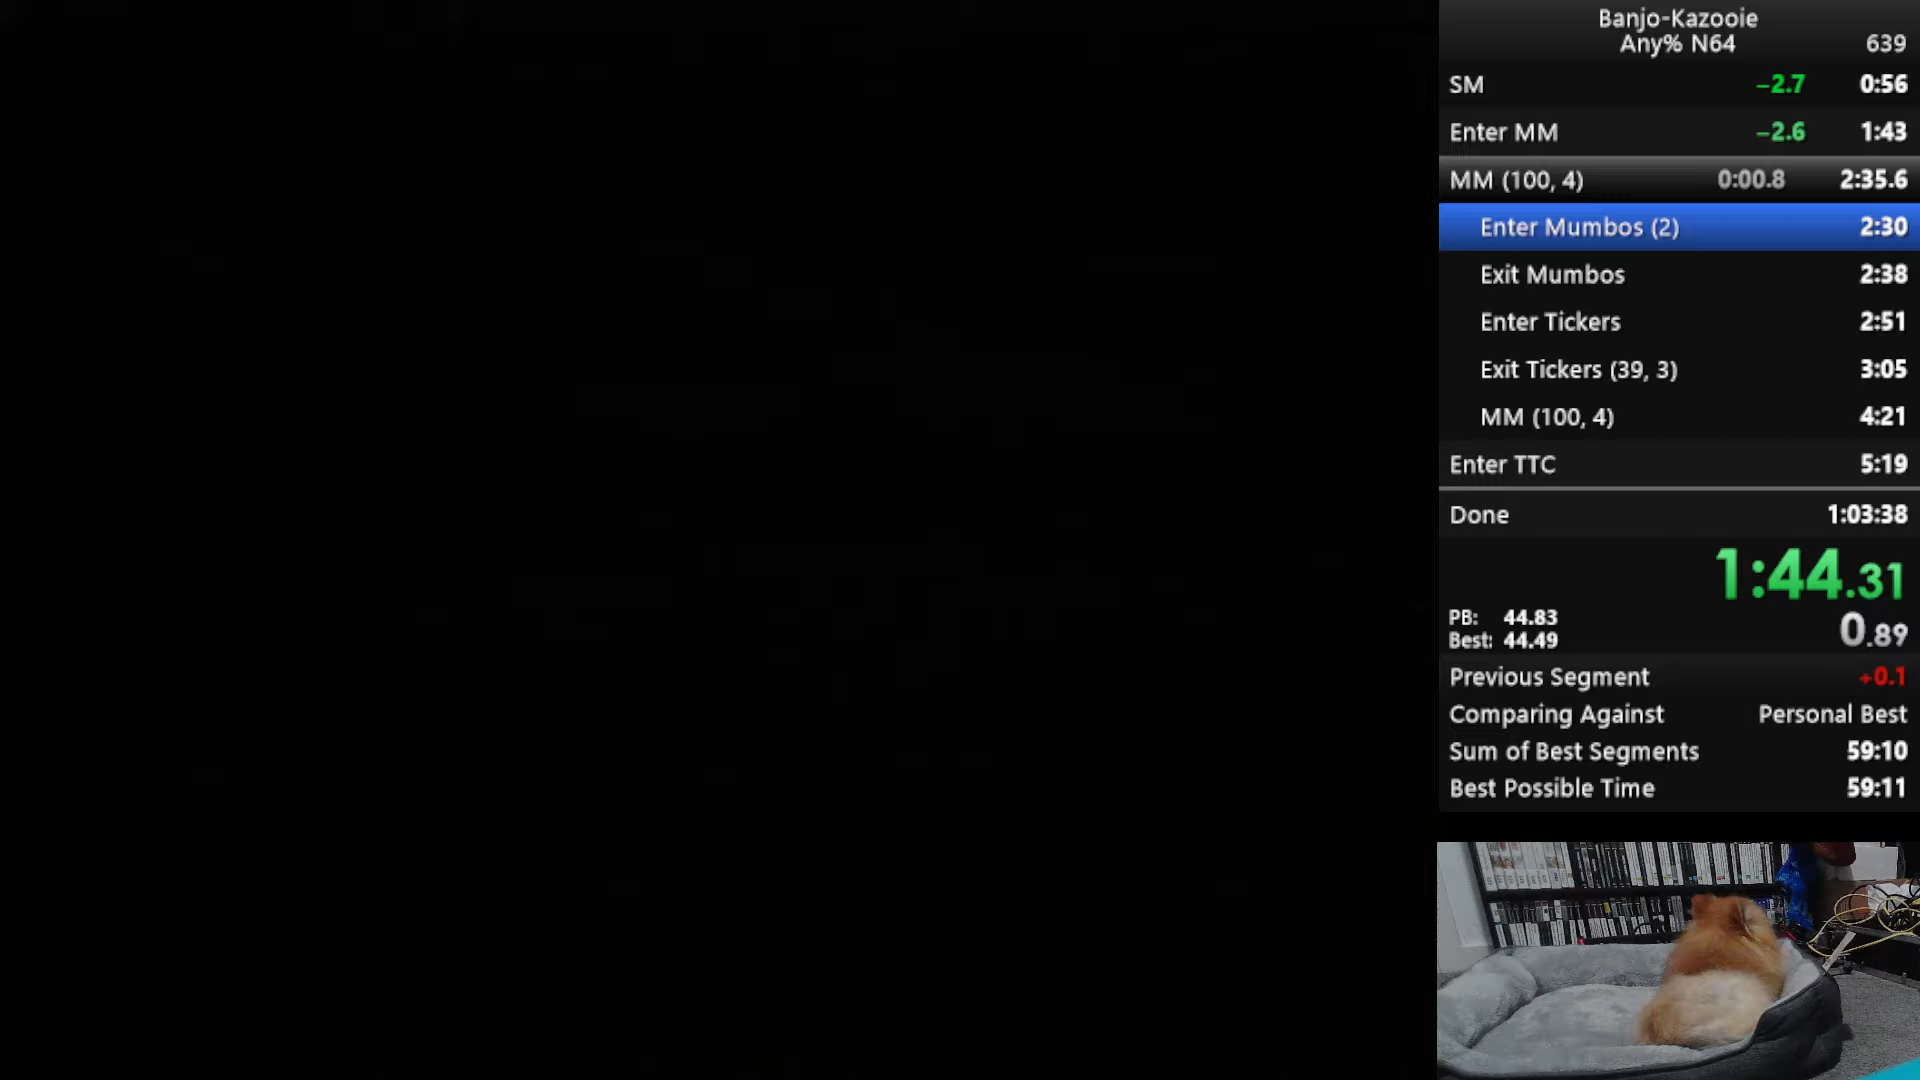 Banjo-Kazooie
Any% N64 639
SM −2.7 0:56
Enter MM −2.6 1:43
MM (100, 4) 0:00.8 2:35.6
Enter Mumbos (2) 2:30
Exit Mumbos 2:38
Enter Tickers 2:51
Exit Tickers (39, 3) 3:05
MM (100, 4) 4:21
Enter TTC 5:19
Done 1:03:38
1:44.31
PB: 44.83
Best: 44.49
0.89
Previous Segment +0.1
Comparing Against Personal Best
Sum of Best Segments 59:10
Best Possible Time 59:11